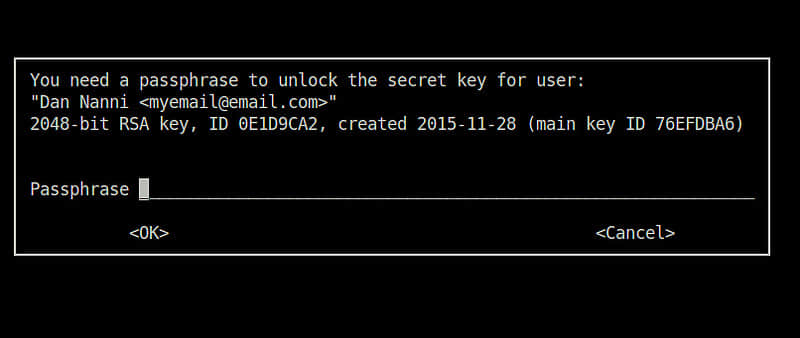 You need a passphrase to unlock the secret key for user:
"Dan Nanni <myemail@email.com>"
2048-bit RSA key, ID 0E1D9CA2, created 2015-11-28 (main key ID 76EFDBA6)
Passphrase
<OK> <Cancel>